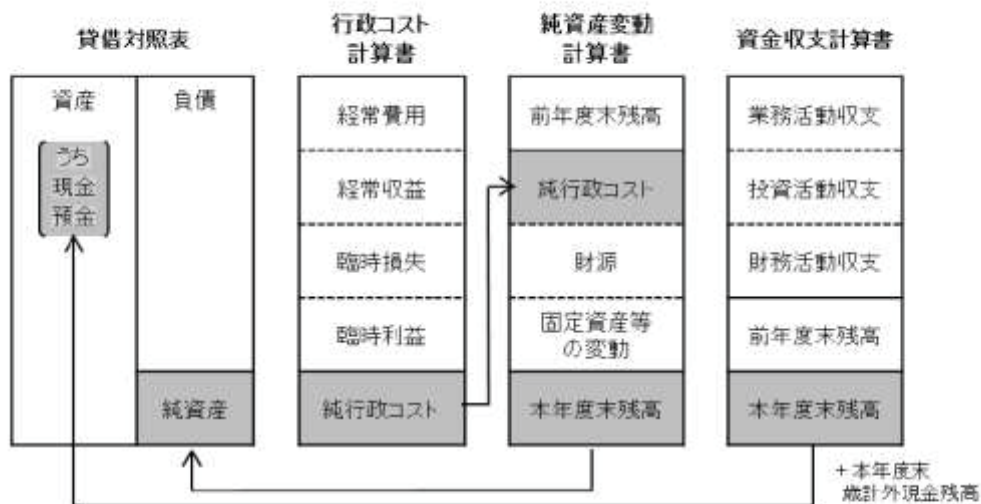 貸借対照表
資産
うち
現金
預金
負債
純資産
行政コスト
計算書
経常費用
経常収益
臨時損失
臨時利益
純行政コスト
純資産変動
計算書
前年度末残高
純行政コスト
財源
固定資産等
の変動
本年度末残高
資金収支計算書
業務活動収支
投資活動収支
財務活動収支
前年度末残高
本年度末残高
+本年度末
歳計外現金残高